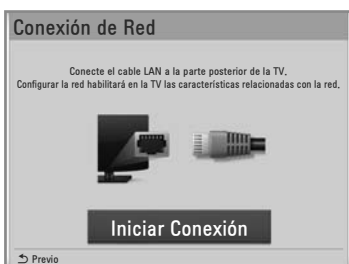 Conexión de Red
Conecte el cable LAN a la parte posterior de la TV.
Configurar la red habilitará en la TV las características relacionadas con la red.
Iniciar Conexión
Previo